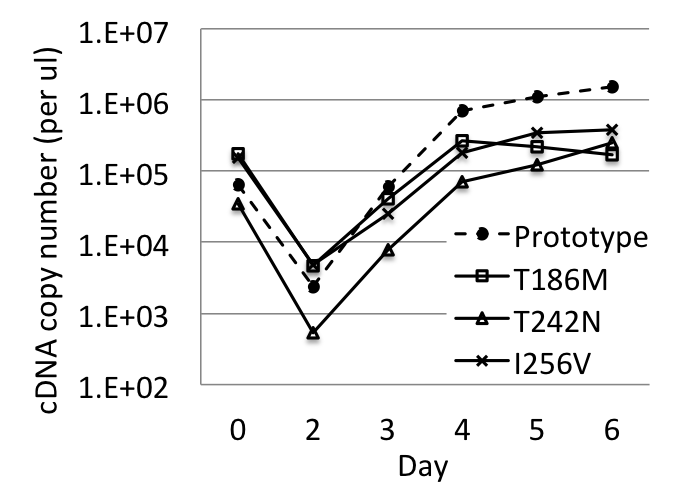 1.E+07
1.E+06
1.E+05
1.E+04
1.E+03
1.E+02
cDNA copy number (per ul)
Prototype
T186M
T242N
I256V
0 2 3 4 5 6
Day